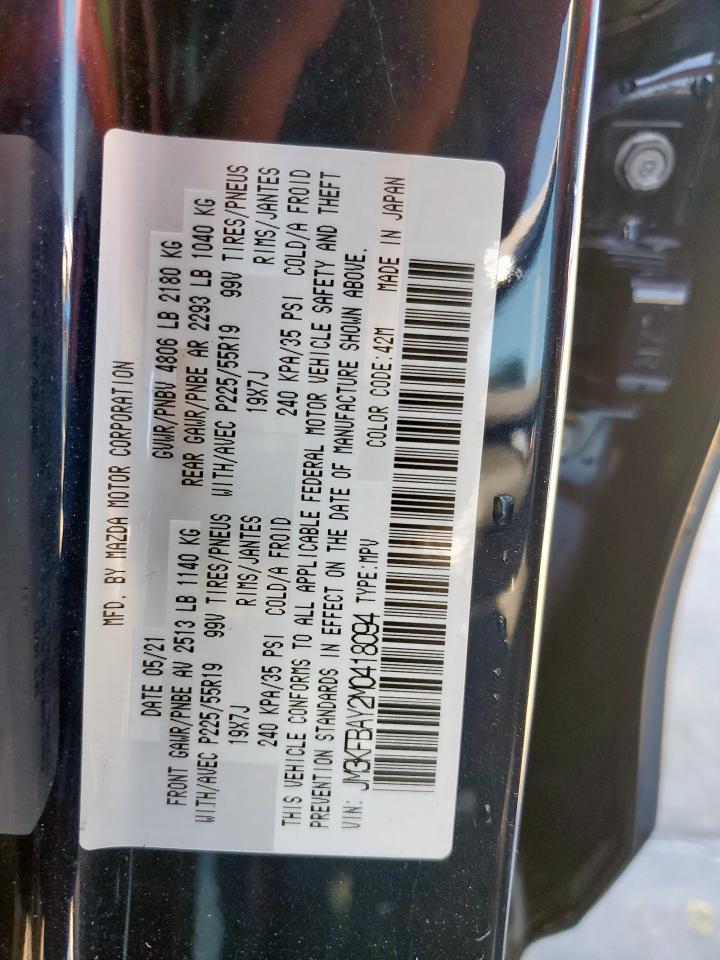 MFD. BY MAZDA MOTOR CORPORATION
DATE 05/21 GVWR/PNBV 4806 LB 2180 KG
FRONT GAWR/PNBE AV 2513 LB 1140 KG REAR GAWR/PNBE AR 2293 LB 1040 KG
WITH/AVEC P225/55R19 99V TIRES/PNEUS WITH/AVEC P225/55R19 99V TIRES/PNEUS
19X7J RIMS/JANTES 19X7J RIMS/JANTES
240 KPA/35 PSI COLD/A FROID 240 KPA/35 PSI COLD/A FROID
THIS VEHICLE CONFORMS TO ALL APPLICABLE FEDERAL MOTOR VEHICLE SAFETY AND THEFT
PREVENTION STANDARDS IN EFFECT ON THE DATE OF MANUFACTURE SHOWN ABOVE.
VIN: JM3KFBAY2M0418094 TYPE:MPV COLOR CODE:42M MADE IN JAPAN
8